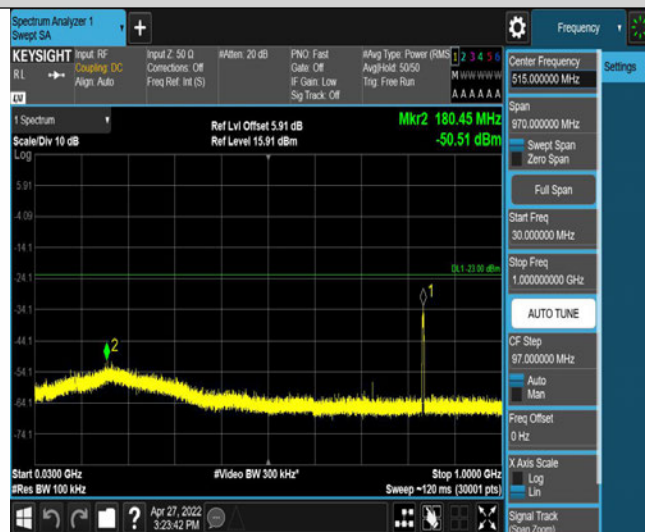 Spectrum Analyzer 1
Swept SA
Frequency
KEYSIGHT
RL
LXI
Input: RF
Coupling: DC
Align: Auto
Input Z: 50 Ω
Corrections: Off
Freq Ref: Int (S)
#Atten: 20 dB
PNO: Fast
Gate: Off
IF Gain: Low
Sig Track: Off
#Avg Type: Power (RMS
Avg|Hold: 50/50
Trig: Free Run
1 2 3 4 5 6
M W W W W W
A A A A A A
1 Spectrum
Scale/Div 10 dB
Log
Ref Lvl Offset 5.91 dB
Ref Level 15.91 dBm
Mkr2 180.45 MHz
-50.51 dBm
5.91
-4.09
-14.1
-24.1
-34.1
-44.1
-54.1
-64.1
-74.1
DL1 -23.00 dBm
1
2
Start 0.0300 GHz
#Res BW 100 kHz
#Video BW 300 kHz*
Stop 1.0000 GHz
Sweep ~120 ms (30001 pts)
Apr 27, 2022
3:23:42 PM
?
Center Frequency
515.000000 MHz
Settings
Span
970.000000 MHz
Swept Span
Zero Span
Full Span
Start Freq
30.000000 MHz
Stop Freq
1.000000000 GHz
AUTO TUNE
CF Step
97.000000 MHz
Auto
Man
Freq Offset
0 Hz
X Axis Scale
Log
Lin
Signal Track
(Span Zoom)